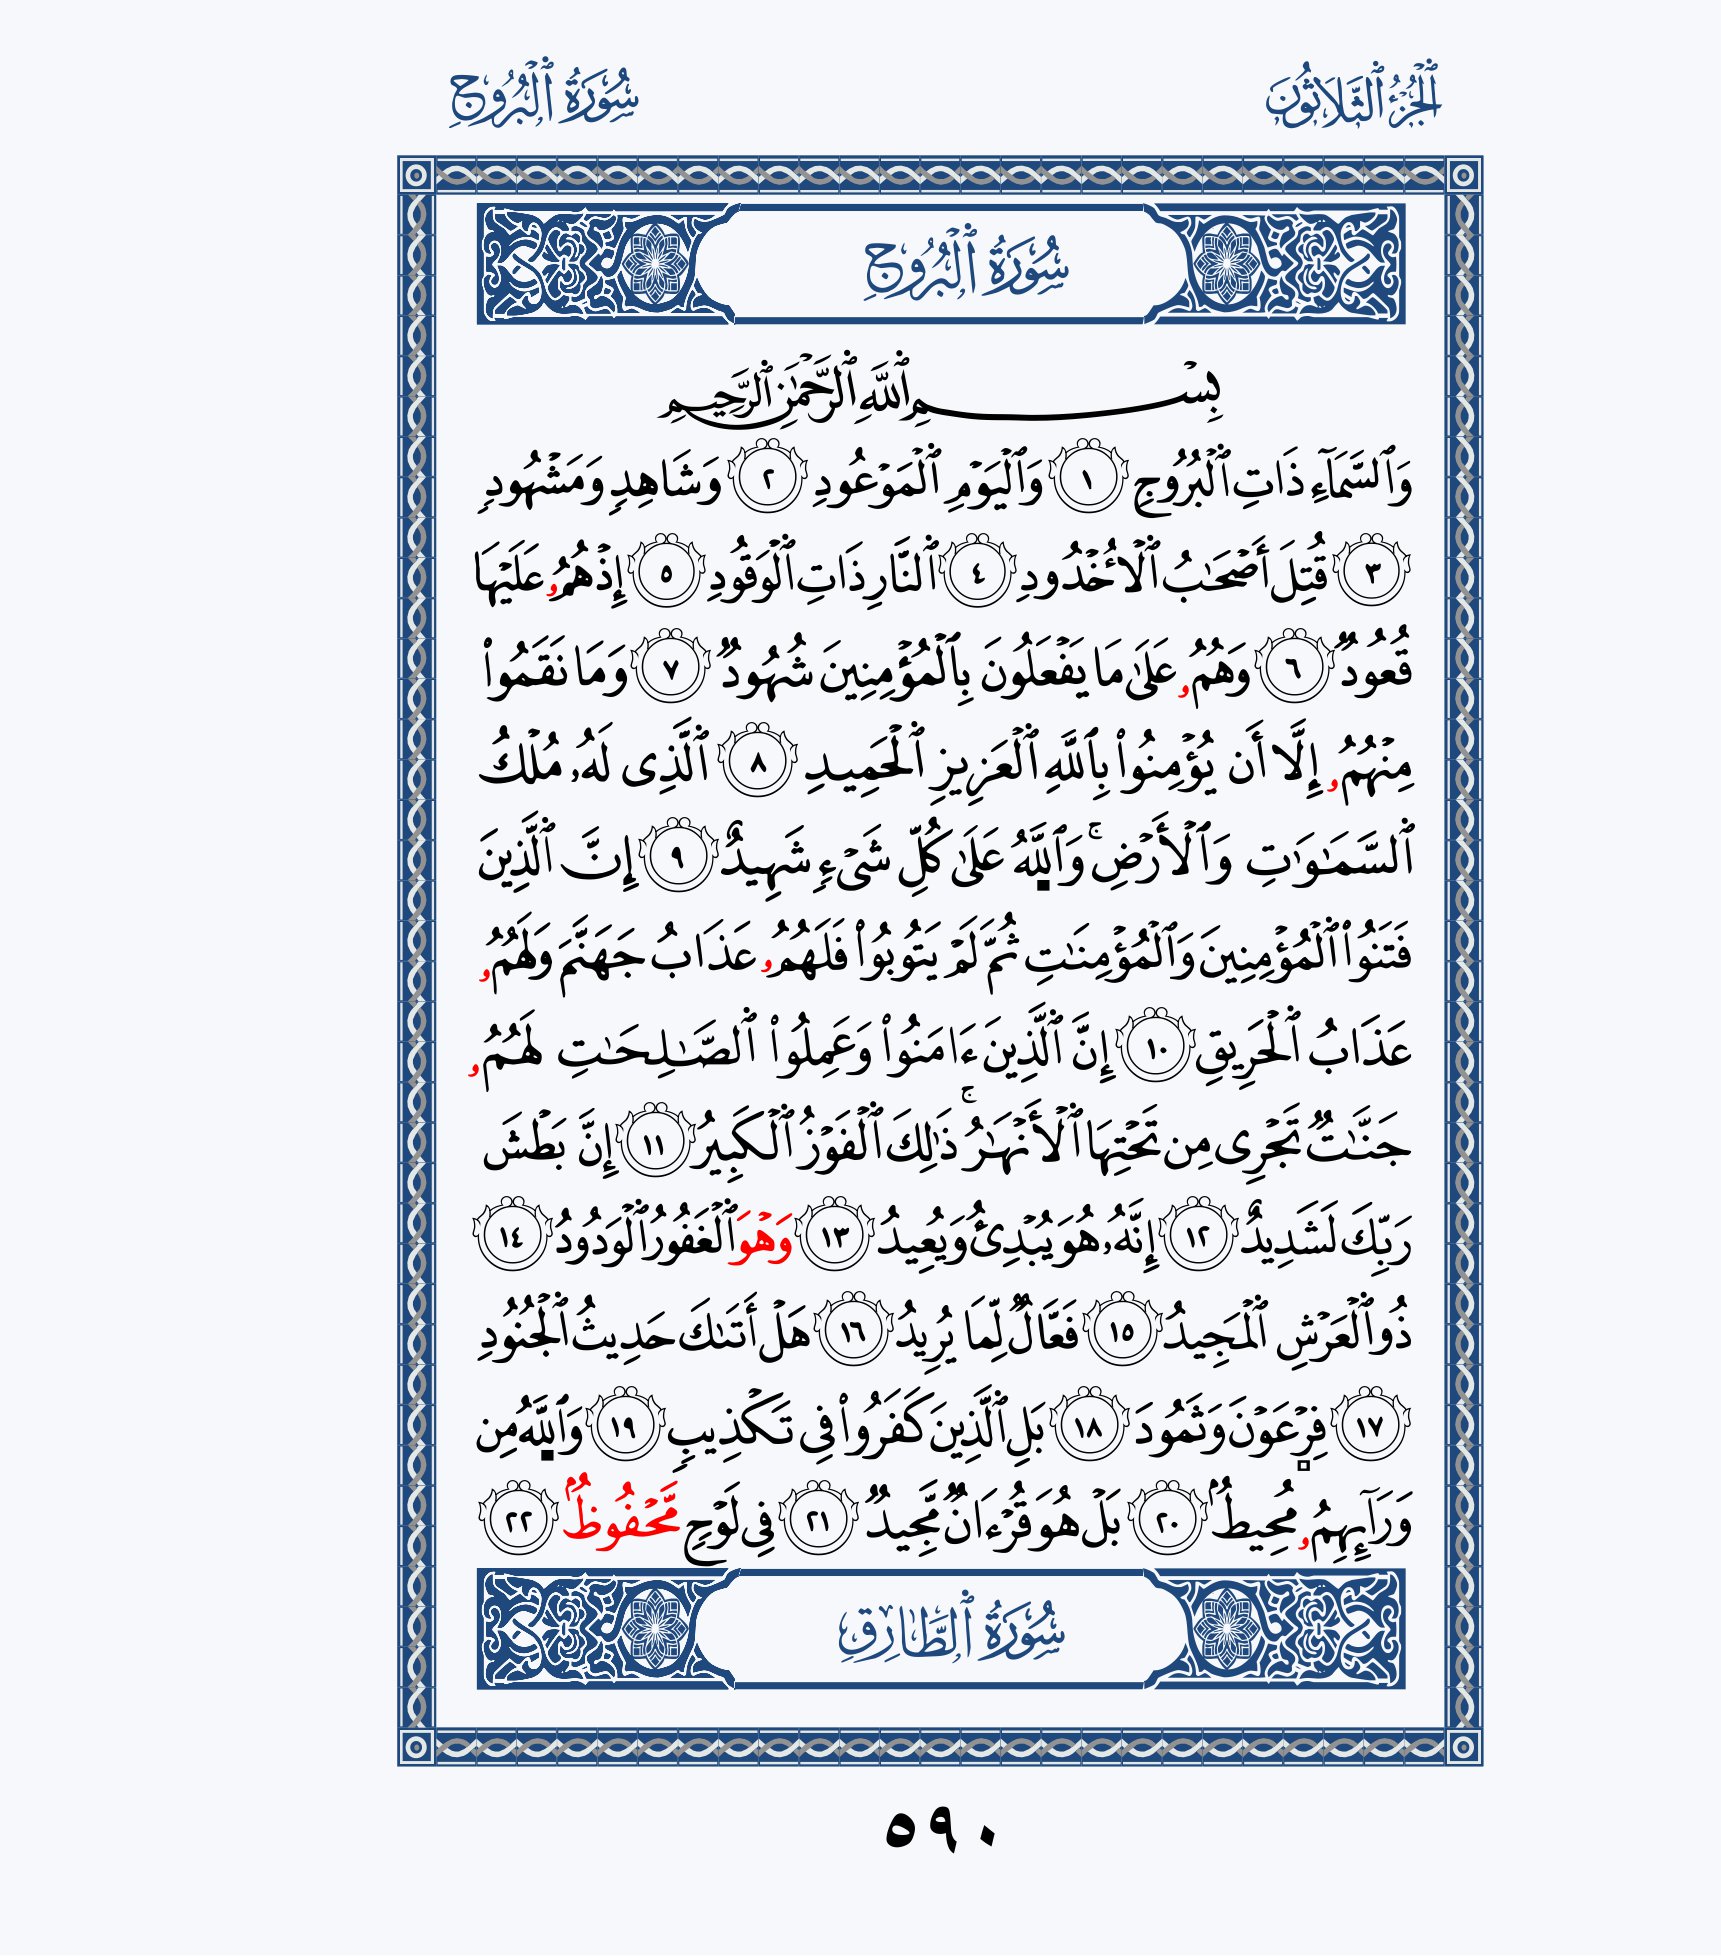 الْجُزْءُ الثَّلَاثُونَ
سُورَةُ ٱلْبُرُوجِ
سُورَةُ ٱلْبُرُوجِ
بِسْمِ ٱللَّهِ ٱلرَّحْمَٰنِ ٱلرَّحِيمِ
وَٱلسَّمَآءِ ذَاتِ ٱلْبُرُوجِ ١ وَٱلْيَوْمِ ٱلْمَوْعُودِ ٢ وَشَاهِدٍ وَمَشْهُودٍ
٣ قُتِلَ أَصْحَٰبُ ٱلْأُخْدُودِ ٤ ٱلنَّارِ ذَاتِ ٱلْوَقُودِ ٥ إِذْ هُمُۥ عَلَيْهَا
قُعُودٌ ٦ وَهُمُۥ عَلَىٰ مَا يَفْعَلُونَ بِٱلْمُؤْمِنِينَ شُهُودٌ ٧ وَمَا نَقَمُوا۟
مِنْهُمُۥ إِلَّا أَن يُؤْمِنُوا۟ بِٱللَّهِ ٱلْعَزِيزِ ٱلْحَمِيدِ ٨ ٱلَّذِى لَهُۥ مُلْكُ
ٱلسَّمَٰوَٰتِ وَٱلْأَرْضِ ۚ وَٱللَّهُ عَلَىٰ كُلِّ شَىْءٍ شَهِيدٌ ٩ إِنَّ ٱلَّذِينَ
فَتَنُوا۟ ٱلْمُؤْمِنِينَ وَٱلْمُؤْمِنَٰتِ ثُمَّ لَمْ يَتُوبُوا۟ فَلَهُمُۥ عَذَابُ جَهَنَّمَ وَلَهُمُۥ
عَذَابُ ٱلْحَرِيقِ ١٠ إِنَّ ٱلَّذِينَ ءَامَنُوا۟ وَعَمِلُوا۟ ٱلصَّٰلِحَٰتِ لَهُمُۥ
جَنَّٰتٌ تَجْرِى مِن تَحْتِهَا ٱلْأَنْهَٰرُ ۚ ذَٰلِكَ ٱلْفَوْزُ ٱلْكَبِيرُ ١١ إِنَّ بَطْشَ
رَبِّكَ لَشَدِيدٌ ١٢ إِنَّهُۥ هُوَ يُبْدِئُ وَيُعِيدُ ١٣ وَهْوَ ٱلْغَفُورُ ٱلْوَدُودُ ١٤
ذُو ٱلْعَرْشِ ٱلْمَجِيدُ ١٥ فَعَّالٌ لِّمَا يُرِيدُ ١٦ هَلْ أَتَىٰكَ حَدِيثُ ٱلْجُنُودِ
١٧ فِرْعَوْنَ وَثَمُودَ ١٨ بَلِ ٱلَّذِينَ كَفَرُوا۟ فِى تَكْذِيبٍ ١٩ وَٱللَّهُ مِن
وَرَآئِهِمُۥ مُحِيطٌۢ ٢٠ بَلْ هُوَ قُرْءَانٌ مَّجِيدٌ ٢١ فِى لَوْحٍ مَّحْفُوظٌۢ ٢٢
سُورَةُ ٱلطَّارِقِ
٥٩٠